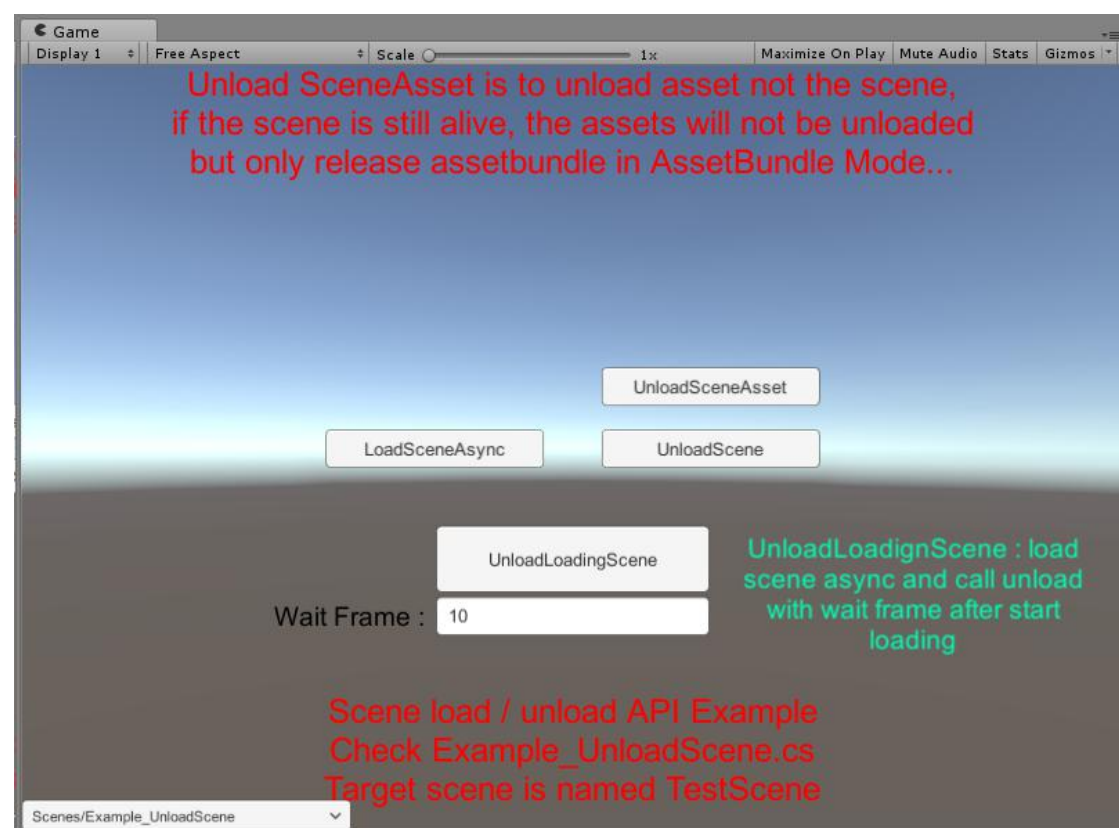 Game
Display 1 Free Aspect Scale 1x Maximize On Play Mute Audio Stats Gizmos
Unload SceneAsset is to unload asset not the scene,
if the scene is still alive, the assets will not be unloaded
but only release assetbundle in AssetBundle Mode...
UnloadSceneAsset
LoadSceneAsync UnloadScene
UnloadLoadingScene
Wait Frame : 10
UnloadLoadignScene : load
scene async and call unload
with wait frame after start
loading
Scene load / unload API Example
Check Example_UnloadScene.cs
Target scene is named TestScene
Scenes/Example_UnloadScene